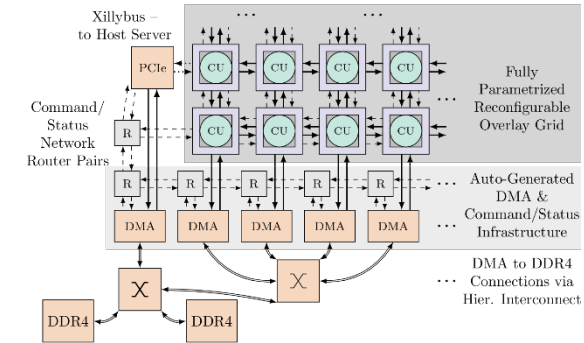 Xillybus –
to Host Server
PCIe
CU CU CU CU
Fully
Parametrized
Reconfigurable
Overlay Grid
Command/
Status
Network
Router Pairs
R
CU CU CU CU
R R R R R
Auto-Generated
DMA &
Command/Status
Infrastructure
DMA DMA DMA DMA DMA
DMA to DDR4
Connections via
Hier. Interconnect
DDR4 DDR4